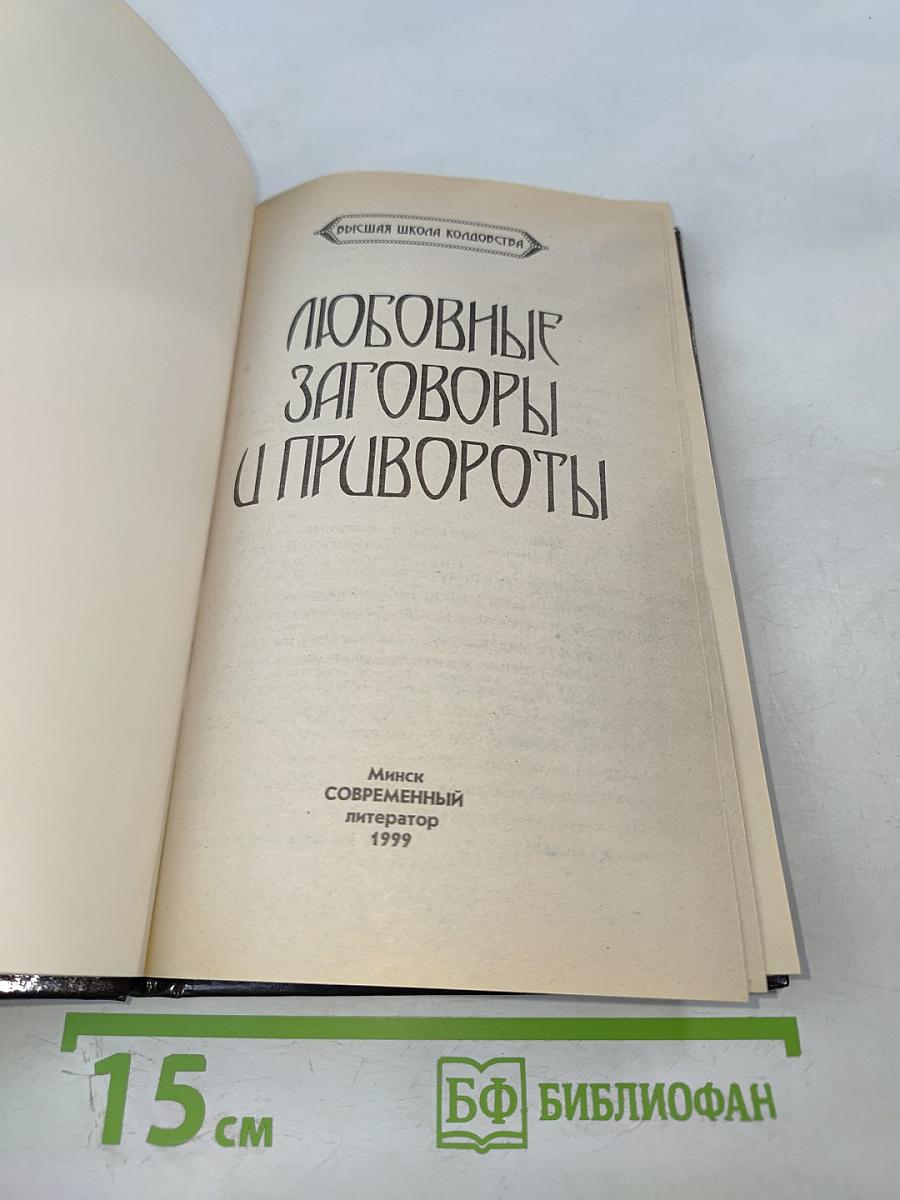 ВЫСШАЯ ШКОЛА КОЛДОВСТВА
ЛЮБОВНЫЕ
ЗАГОВОРЫ
И ПРИВОРОТЫ
Минск
СОВРЕМЕННЫЙ
литератор
1999
15 см
БФ БИБЛИОФАН